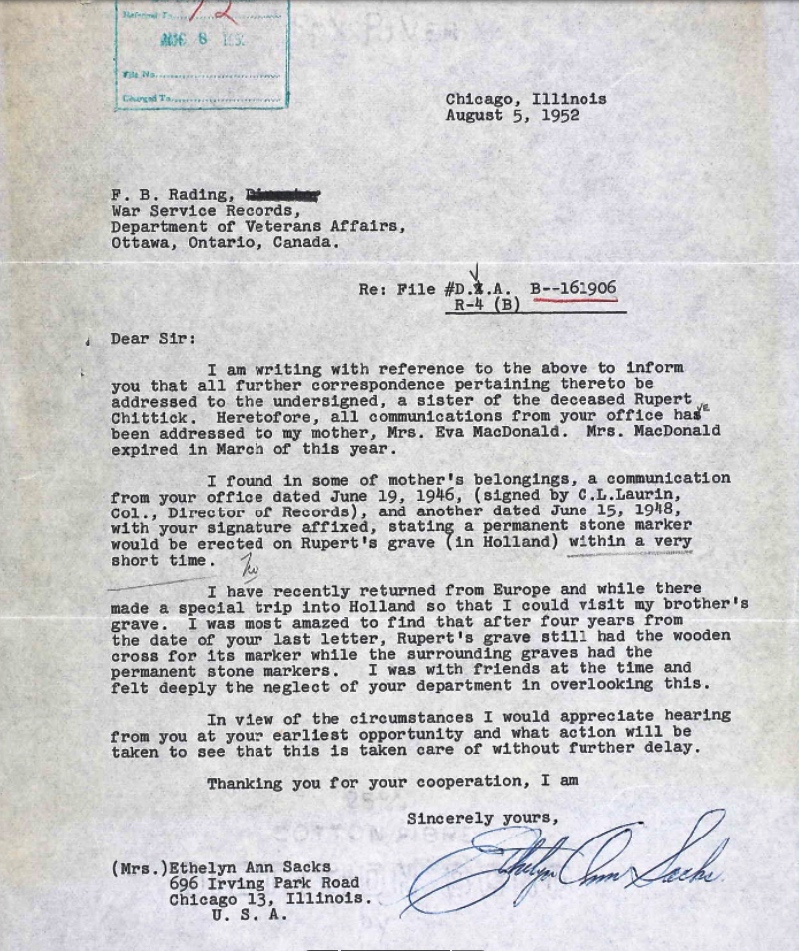 Referred To
12
AUG 8 1952
File No.
Charged To
Chicago, Illinois
August 5, 1952
F. B. Rading,
War Service Records,
Department of Veterans Affairs,
Ottawa, Ontario, Canada.
Re: File #D.V.A. B--161906
R-4 (B)
Dear Sir:
I am writing with reference to the above to inform
you that all further correspondence pertaining thereto be
addressed to the undersigned, a sister of the deceased Rupert
Chittick. Heretofore, all communications from your office have
been addressed to my mother, Mrs. Eva MacDonald. Mrs. MacDonald
expired in March of this year.
I found in some of mother's belongings, a communication
from your office dated June 19, 1946, (signed by C.L.Laurin,
Col., Director of Records), and another dated June 15, 1948,
with your signature affixed, stating a permanent stone marker
would be erected on Rupert's grave (in Holland) within a very
short time.
I have recently returned from Europe and while there
made a special trip into Holland so that I could visit my brother's
grave. I was most amazed to find that after four years from
the date of your last letter, Rupert's grave still had the wooden
cross for its marker while the surrounding graves had the
permanent stone markers. I was with friends at the time and
felt deeply the neglect of your department in overlooking this.
In view of the circumstances I would appreciate hearing
from you at your earliest opportunity and what action will be
taken to see that this is taken care of without further delay.
Thanking you for your cooperation, I am
Sincerely yours,
Ethelyn Ann Sacks
(Mrs.)Ethelyn Ann Sacks
696 Irving Park Road
Chicago 13, Illinois.
U. S. A.